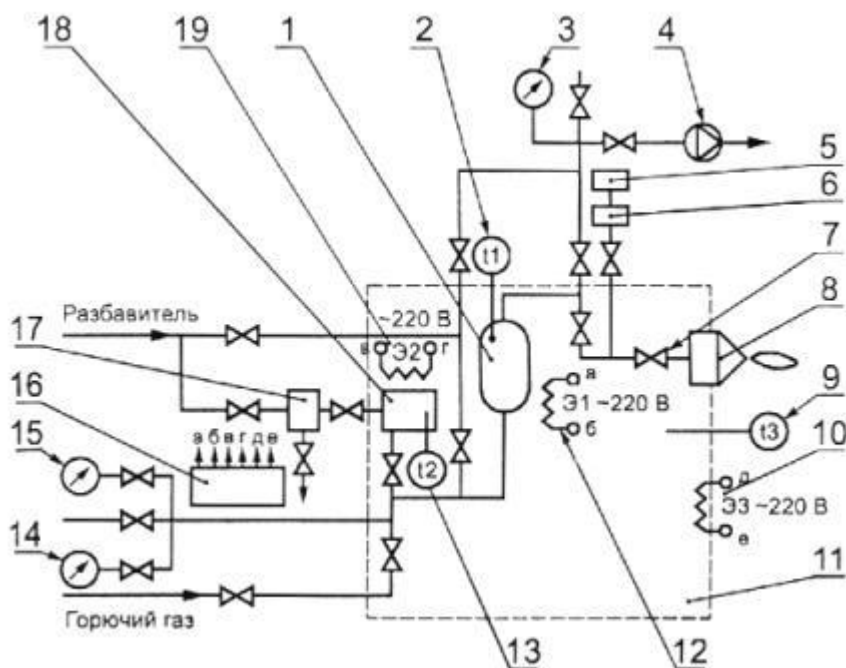 18 19 1 2 3 4
5
6
7
8
9
10
11
12
13
14
15
16
17
t1
Разбавитель
~220 В
в Э2 г
а
Э1 ~220 В
б
t3
а б в г д е
t2
д
Э3 ~220 В
е
Горючий газ